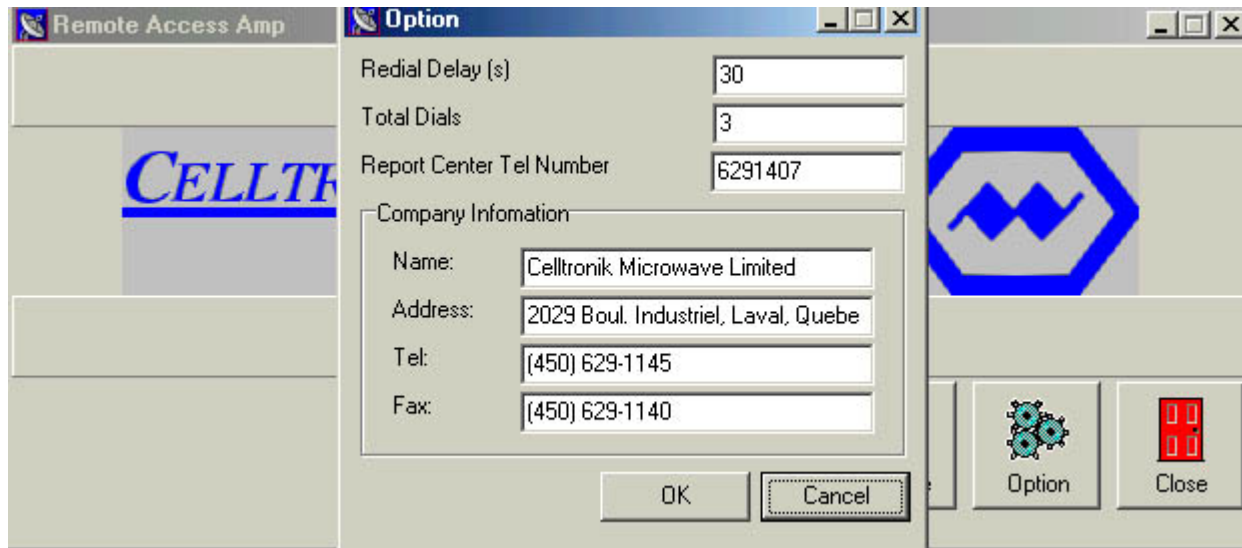 Remote Access Amp
Option
Redial Delay (s) 30
Total Dials 3
Report Center Tel Number 6291407
Company Infomation
Name: Celltronik Microwave Limited
Address: 2029 Boul. Industriel, Laval, Quebe
Tel: (450) 629-1145
Fax: (450) 629-1140
CELLTR
OK Cancel
Option Close